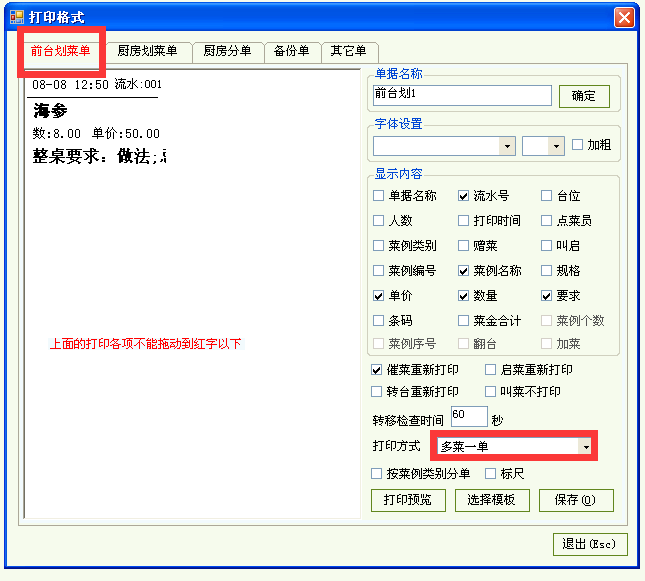 打印格式
前台划菜单 厨房划菜单 厨房分单 备份单 其它单
08-08 12:50 流水:001
海参
数:8.00 单价:50.00
整桌要求：做法;
上面的打印各项不能拖动到红字以下
单据名称
前台划1 确定
字体设置
加粗
显示内容
单据名称 流水号 台位
人数 打印时间 点菜员
菜例类别 赠菜 叫启
菜例编号 菜例名称 规格
单价 数量 要求
条码 菜金合计 菜例个数
菜例序号 翻台 加菜
催菜重新打印 启菜重新打印
转台重新打印 叫菜不打印
转移检查时间 60 秒
打印方式 多菜一单
按菜例类别分单 标尺
打印预览 选择模板 保存(Q)
退出(Esc)